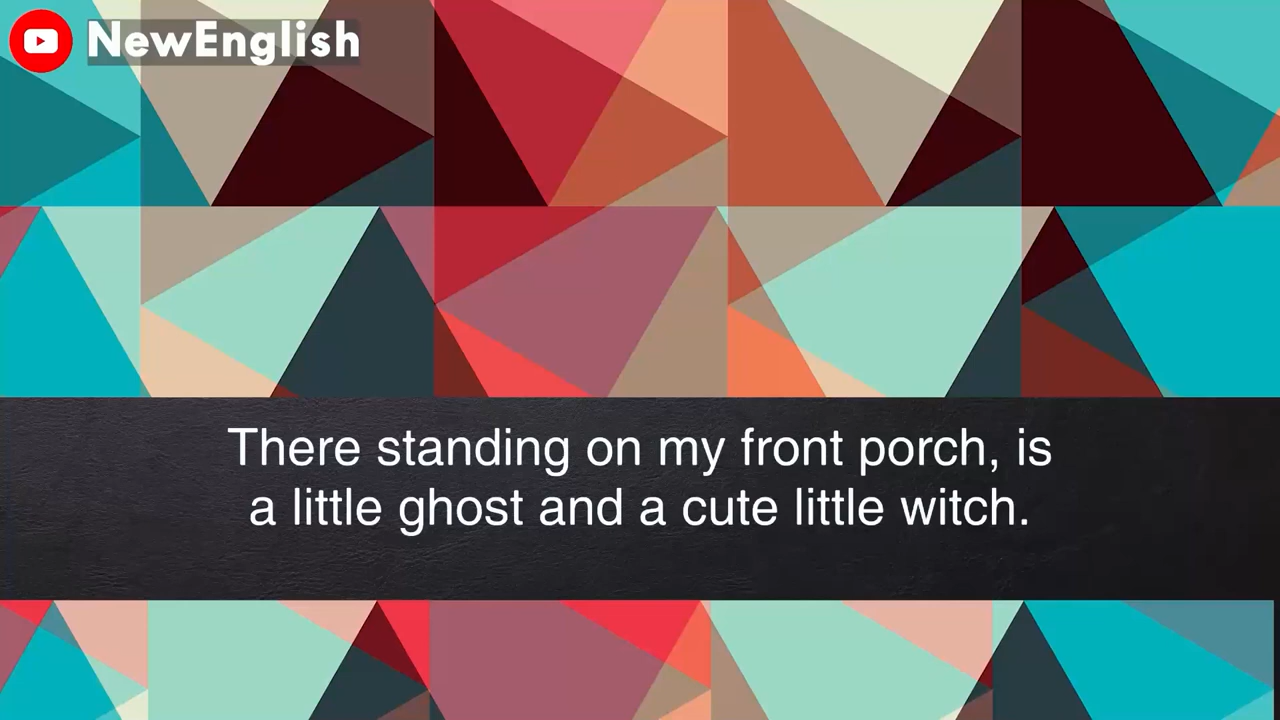 NewEnglish
There standing on my front porch, is
a little ghost and a cute little witch.